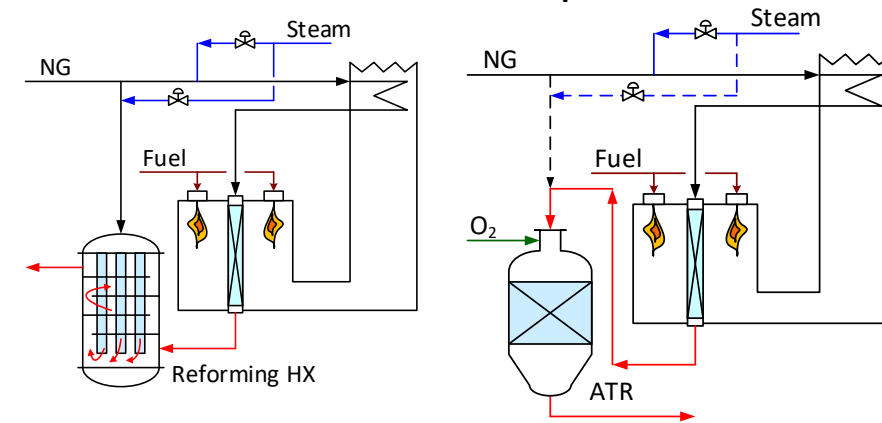 Steam
NG
Fuel
Reforming HX
Steam
NG
Fuel
O₂
ATR